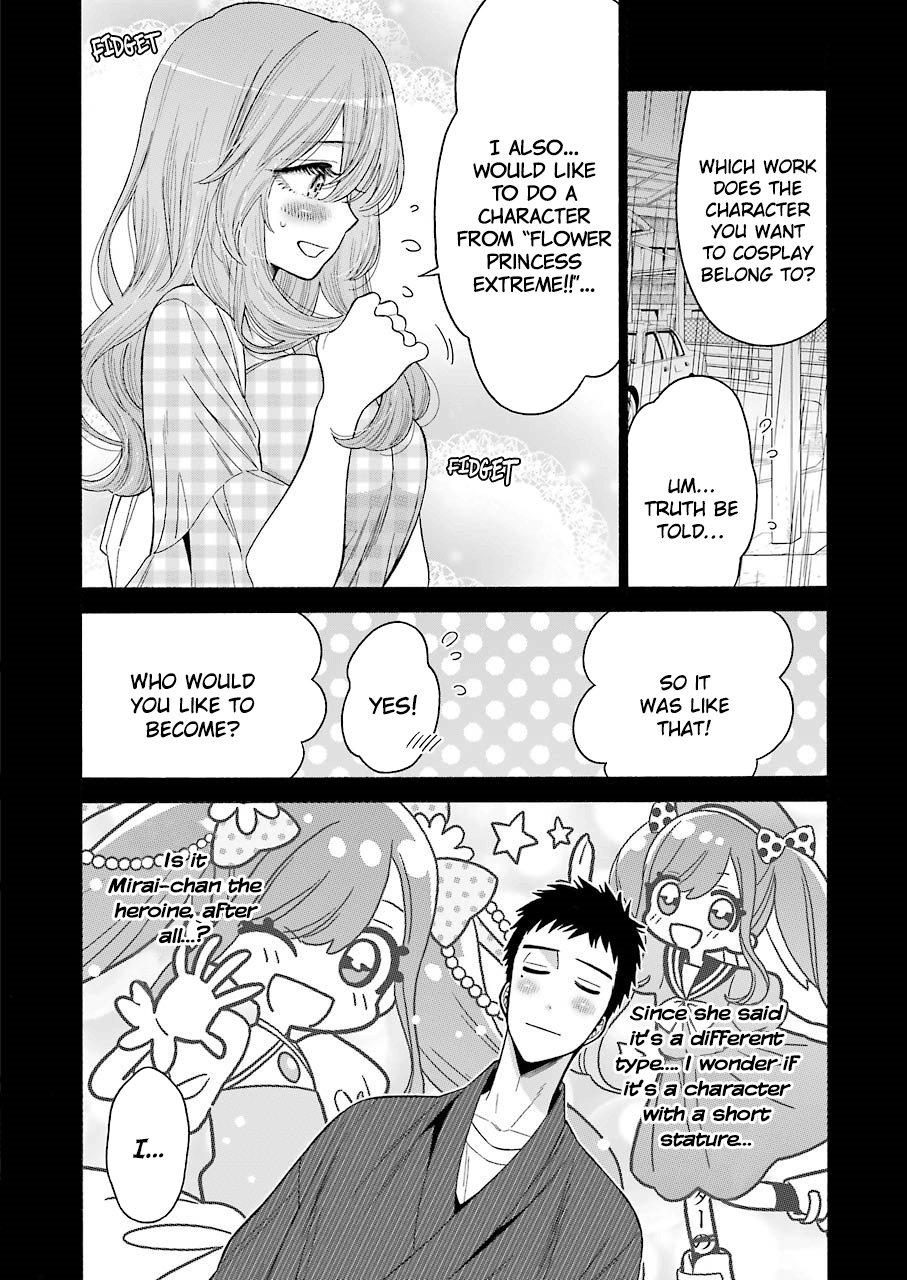 WHICH WORK
DOES THE
CHARACTER
YOU WANT
TO COSPLAY
BELONG TO?
UM...
TRUTH BE
TOLD...
I ALSO...
WOULD LIKE
TO DO A
CHARACTER
FROM "FLOWER
PRINCESS
EXTREME!!"...
FIDGET
FIDGET
SO IT
WAS LIKE
THAT!
YES!
WHO WOULD
YOU LIKE TO
BECOME?
Since she said
it's a different
type.... I wonder if
it's a character
with a short
stature...
Is it
Mirai-chan the
heroine, after
all...?
I...
ター